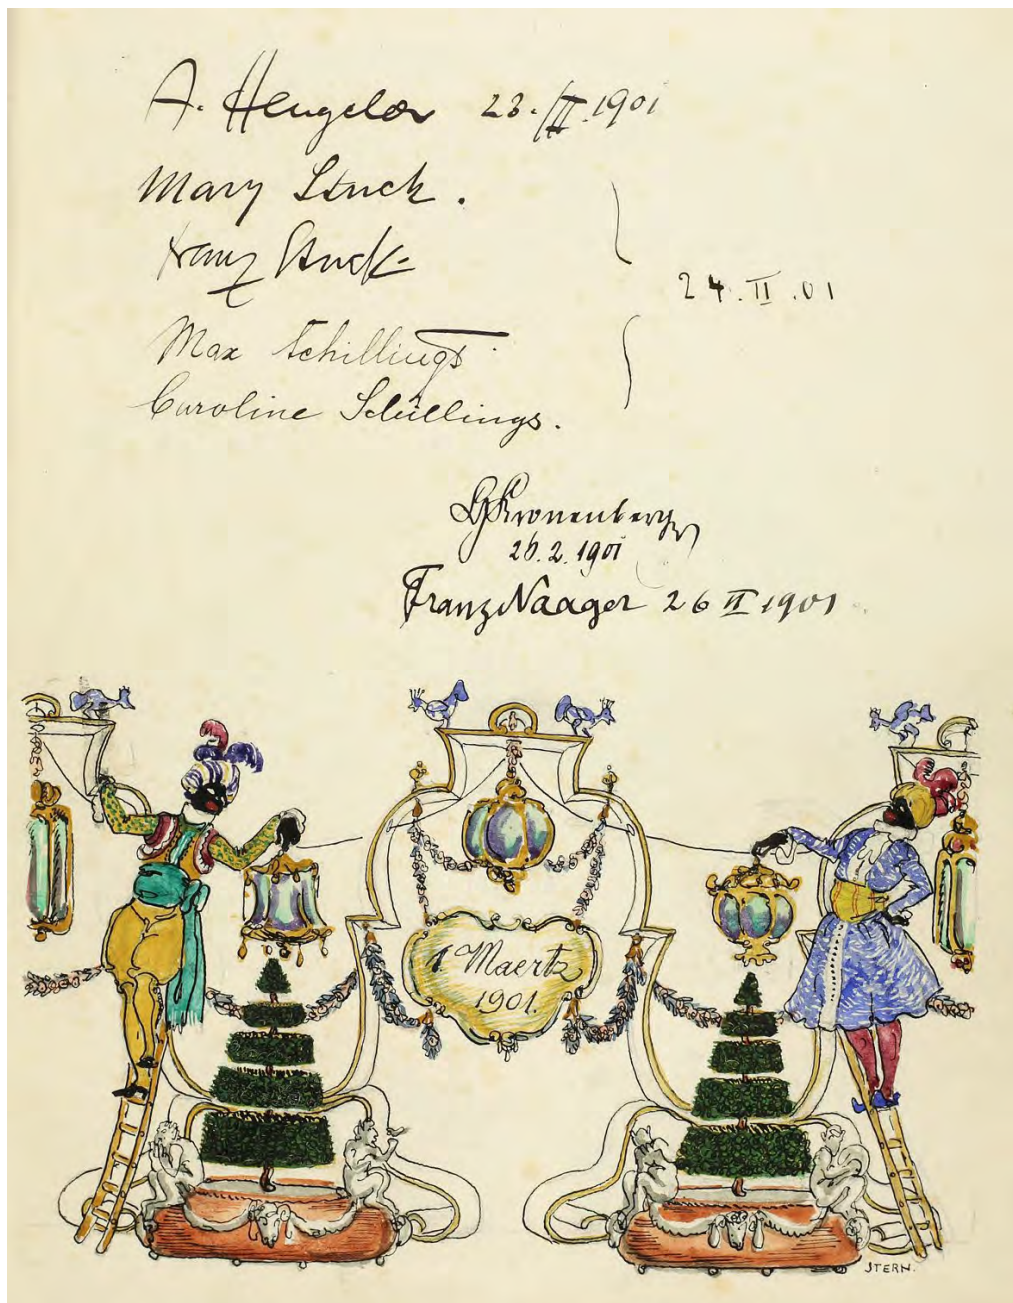 A. Hengeler 23./II.1901
Mary Stuck.
Franz Stuck
24.II.01
Max Schillings
Caroline Schillings.
Kronenberg
26.2.1901
Franz Naager 26 II 1901
1 Maertz
1901.
STERN.